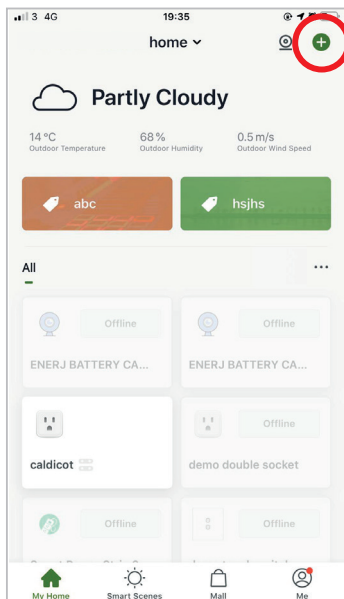 3 4G 19:35
home
Partly Cloudy
14 °C 68% 0.5 m/s
Outdoor Temperature Outdoor Humidity Outdoor Wind Speed
abc hsjhs
All
Offline Offline
ENERJ BATTERY CA... ENERJ BATTERY CA...
Offline
caldicot demo double socket
Offline Offline
My Home Smart Scenes Mall Me